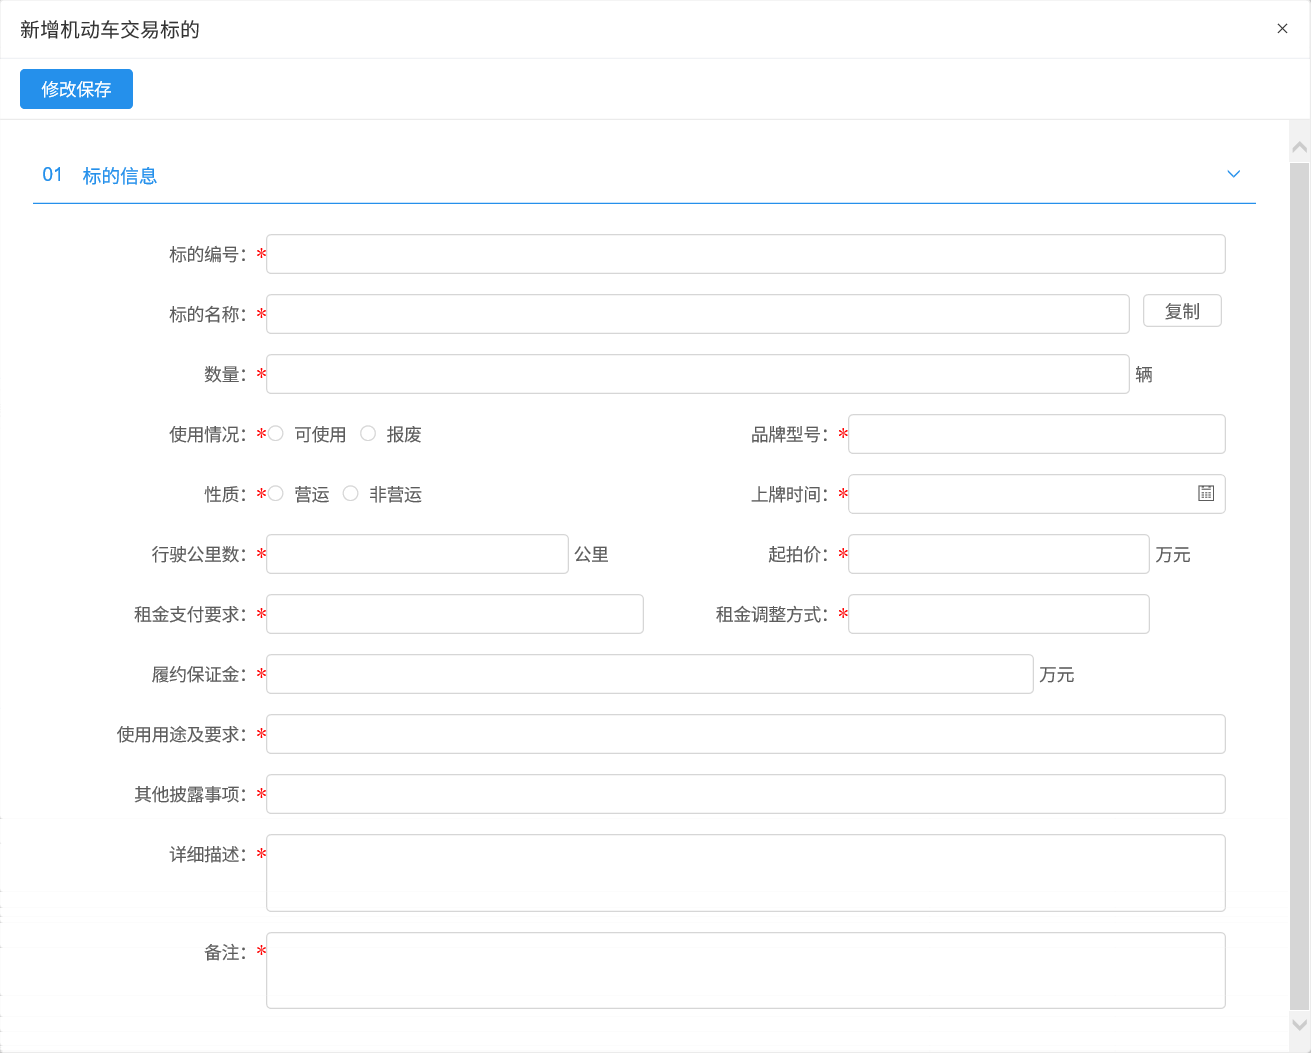 新增机动车交易标的
修改保存
01 标的信息
标的编号：*
标的名称：* 复制
数量：* 辆
使用情况：* 可使用 报废 品牌型号：*
性质：* 营运 非营运 上牌时间：*
行驶公里数：* 公里 起拍价：* 万元
租金支付要求：* 租金调整方式：*
履约保证金：* 万元
使用用途及要求：*
其他披露事项：*
详细描述：*
备注：*